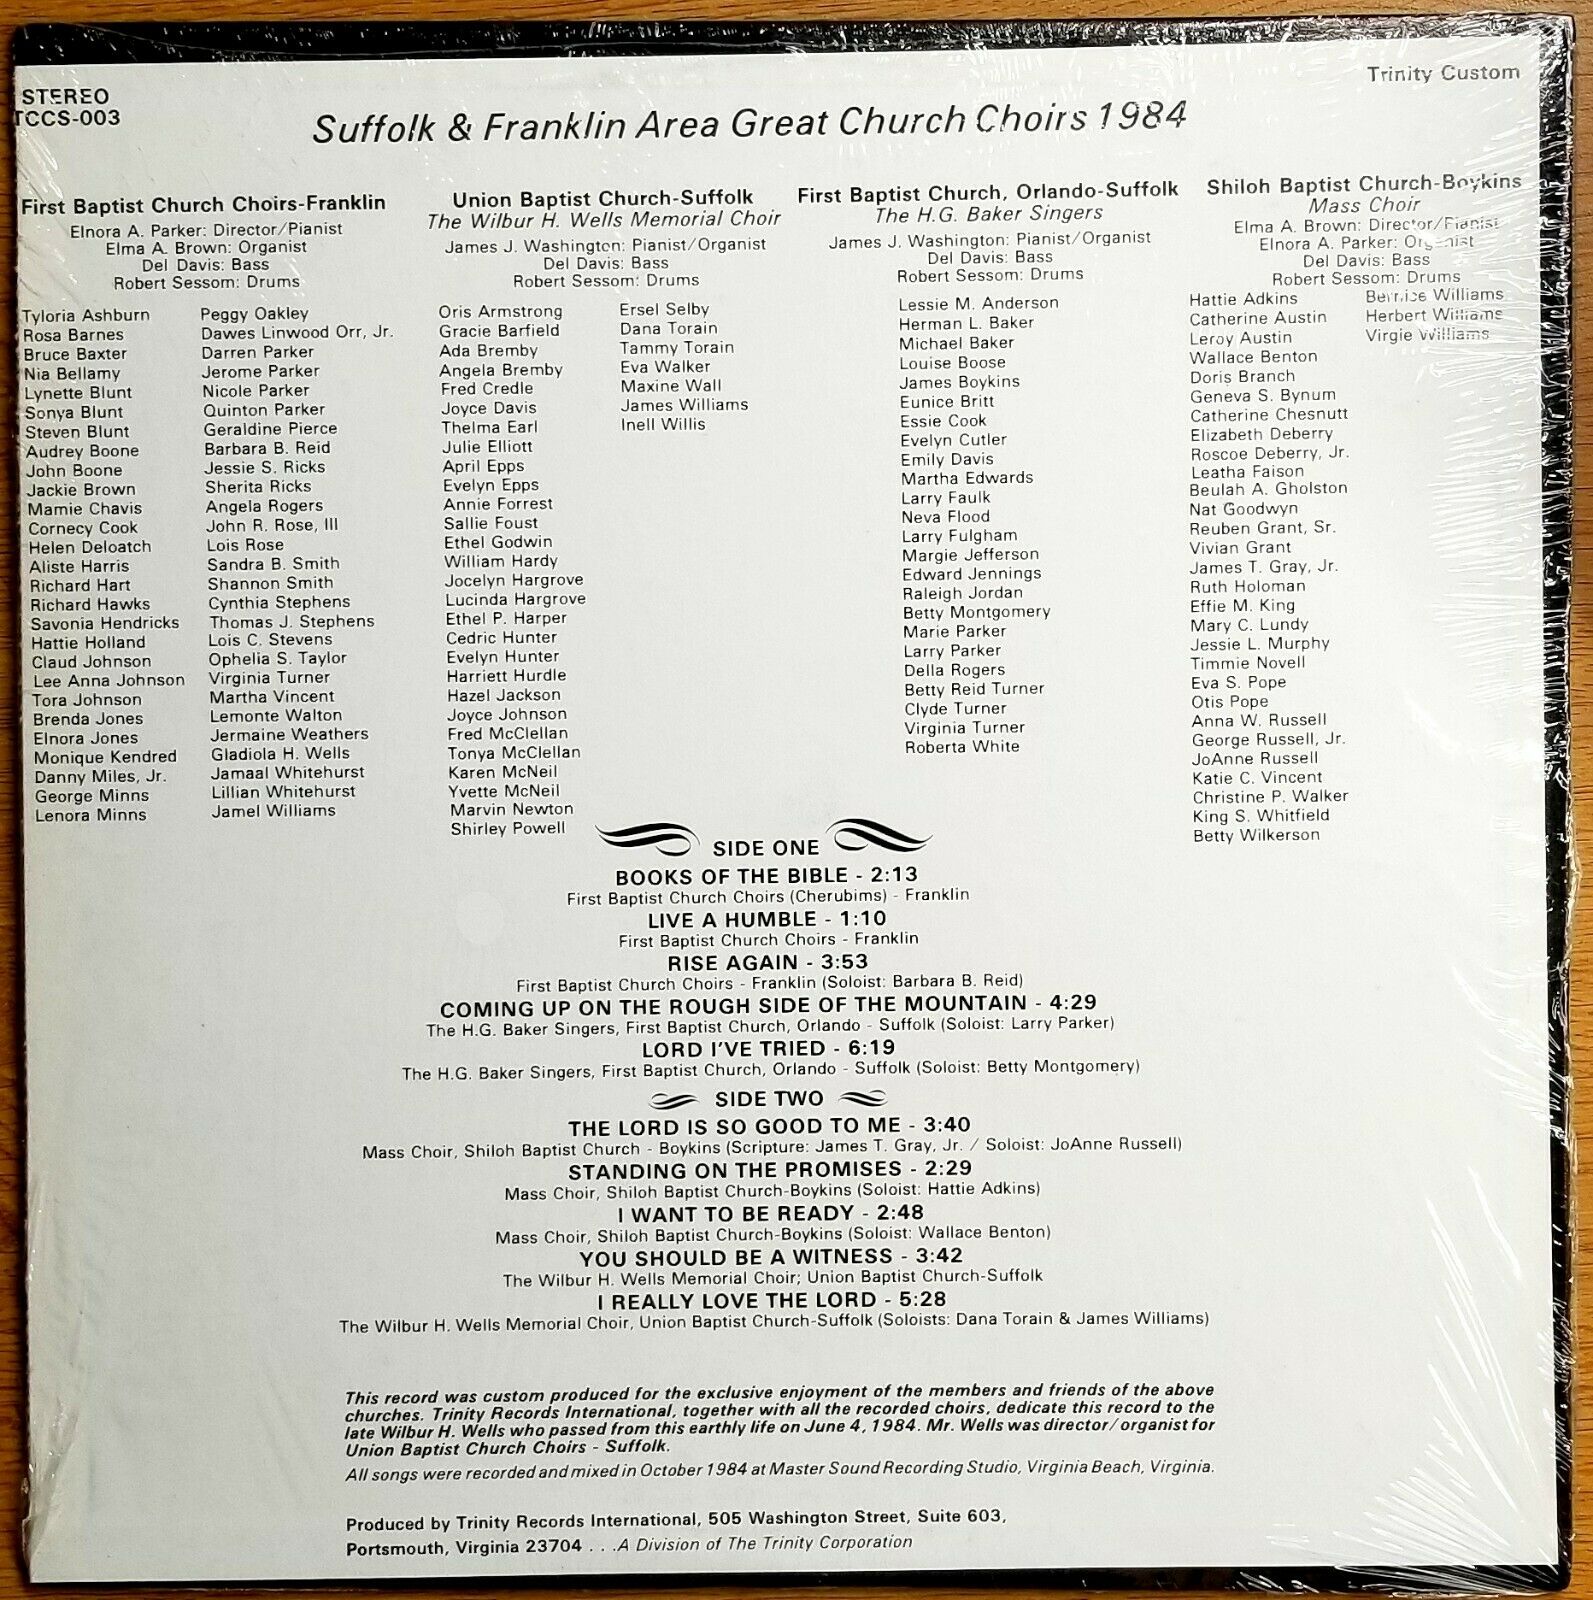 STEREO
TCCS-003
Trinity Custom
Suffolk & Franklin Area Great Church Choirs 1984
First Baptist Church Choirs-Franklin
Elnora A. Parker: Director/Pianist
Elma A. Brown: Organist
Del Davis: Bass
Robert Sessom: Drums
Tyloria Ashburn
Rosa Barnes
Bruce Baxter
Nia Bellamy
Lynette Blunt
Sonya Blunt
Steven Blunt
Audrey Boone
John Boone
Jackie Brown
Mamie Chavis
Cornecy Cook
Helen Deloatch
Aliste Harris
Richard Hart
Richard Hawks
Savonia Hendricks
Hattie Holland
Claud Johnson
Lee Anna Johnson
Tora Johnson
Brenda Jones
Elnora Jones
Monique Kendred
Danny Miles, Jr.
George Minns
Lenora Minns
Peggy Oakley
Dawes Linwood Orr, Jr.
Darren Parker
Jerome Parker
Nicole Parker
Quinton Parker
Geraldine Pierce
Barbara B. Reid
Jessie S. Ricks
Sherita Ricks
Angela Rogers
John R. Rose, III
Lois Rose
Sandra B. Smith
Shannon Smith
Cynthia Stephens
Thomas J. Stephens
Lois C. Stevens
Ophelia S. Taylor
Virginia Turner
Martha Vincent
Lemonte Walton
Jermaine Weathers
Gladiola H. Wells
Jamaal Whitehurst
Lillian Whitehurst
Jamel Williams
Union Baptist Church-Suffolk
The Wilbur H. Wells Memorial Choir
James J. Washington: Pianist/Organist
Del Davis: Bass
Robert Sessom: Drums
Oris Armstrong
Gracie Barfield
Ada Bremby
Angela Bremby
Fred Credle
Joyce Davis
Thelma Earl
Julie Elliott
April Epps
Evelyn Epps
Annie Forrest
Sallie Foust
Ethel Godwin
William Hardy
Jocelyn Hargrove
Lucinda Hargrove
Ethel P. Harper
Cedric Hunter
Evelyn Hunter
Harriett Hurdle
Hazel Jackson
Joyce Johnson
Fred McClellan
Tonya McClellan
Karen McNeil
Yvette McNeil
Marvin Newton
Shirley Powell
Ersel Selby
Dana Torain
Tammy Torain
Eva Walker
Maxine Wall
James Williams
Inell Willis
First Baptist Church, Orlando-Suffolk
The H.G. Baker Singers
James J. Washington: Pianist/Organist
Del Davis: Bass
Robert Sessom: Drums
Lessie M. Anderson
Herman L. Baker
Michael Baker
Louise Boose
James Boykins
Eunice Britt
Essie Cook
Evelyn Cutler
Emily Davis
Martha Edwards
Larry Faulk
Neva Flood
Larry Fulgham
Margie Jefferson
Edward Jennings
Raleigh Jordan
Betty Montgomery
Marie Parker
Larry Parker
Della Rogers
Betty Reid Turner
Clyde Turner
Virginia Turner
Roberta White
Shiloh Baptist Church-Boykins
Mass Choir
Elma A. Brown: Director/Pianist
Elnora A. Parker: Organist
Del Davis: Bass
Robert Sessom: Drums
Hattie Adkins
Catherine Austin
Leroy Austin
Wallace Benton
Doris Branch
Geneva S. Bynum
Catherine Chesnutt
Elizabeth Deberry
Roscoe Deberry, Jr.
Leatha Faison
Beulah A. Gholston
Nat Goodwyn
Reuben Grant, Sr.
Vivian Grant
James T. Gray, Jr.
Ruth Holoman
Effie M. King
Mary C. Lundy
Jessie L. Murphy
Timmie Novell
Eva S. Pope
Otis Pope
Anna W. Russell
George Russell, Jr.
JoAnne Russell
Katie C. Vincent
Christine P. Walker
King S. Whitfield
Betty Wilkerson
Bernice Williams
Herbert Williams
Virgie Williams
SIDE ONE
BOOKS OF THE BIBLE - 2:13
First Baptist Church Choirs (Cherubims) - Franklin
LIVE A HUMBLE - 1:10
First Baptist Church Choirs - Franklin
RISE AGAIN - 3:53
First Baptist Church Choirs - Franklin (Soloist: Barbara B. Reid)
COMING UP ON THE ROUGH SIDE OF THE MOUNTAIN - 4:29
The H.G. Baker Singers, First Baptist Church, Orlando - Suffolk (Soloist: Larry Parker)
LORD I'VE TRIED - 6:19
The H.G. Baker Singers, First Baptist Church, Orlando - Suffolk (Soloist: Betty Montgomery)
SIDE TWO
THE LORD IS SO GOOD TO ME - 3:40
Mass Choir, Shiloh Baptist Church - Boykins (Scripture: James T. Gray, Jr. / Soloist: JoAnne Russell)
STANDING ON THE PROMISES - 2:29
Mass Choir, Shiloh Baptist Church-Boykins (Soloist: Hattie Adkins)
I WANT TO BE READY - 2:48
Mass Choir, Shiloh Baptist Church-Boykins (Soloist: Wallace Benton)
YOU SHOULD BE A WITNESS - 3:42
The Wilbur H. Wells Memorial Choir; Union Baptist Church-Suffolk
I REALLY LOVE THE LORD - 5:28
The Wilbur H. Wells Memorial Choir, Union Baptist Church-Suffolk (Soloists: Dana Torain & James Williams)
This record was custom produced for the exclusive enjoyment of the members and friends of the above
churches. Trinity Records International, together with all the recorded choirs, dedicate this record to the
late Wilbur H. Wells who passed from this earthly life on June 4, 1984. Mr. Wells was director/organist for
Union Baptist Church Choirs - Suffolk.
All songs were recorded and mixed in October 1984 at Master Sound Recording Studio, Virginia Beach, Virginia.
Produced by Trinity Records International, 505 Washington Street, Suite 603,
Portsmouth, Virginia 23704 . . .A Division of The Trinity Corporation